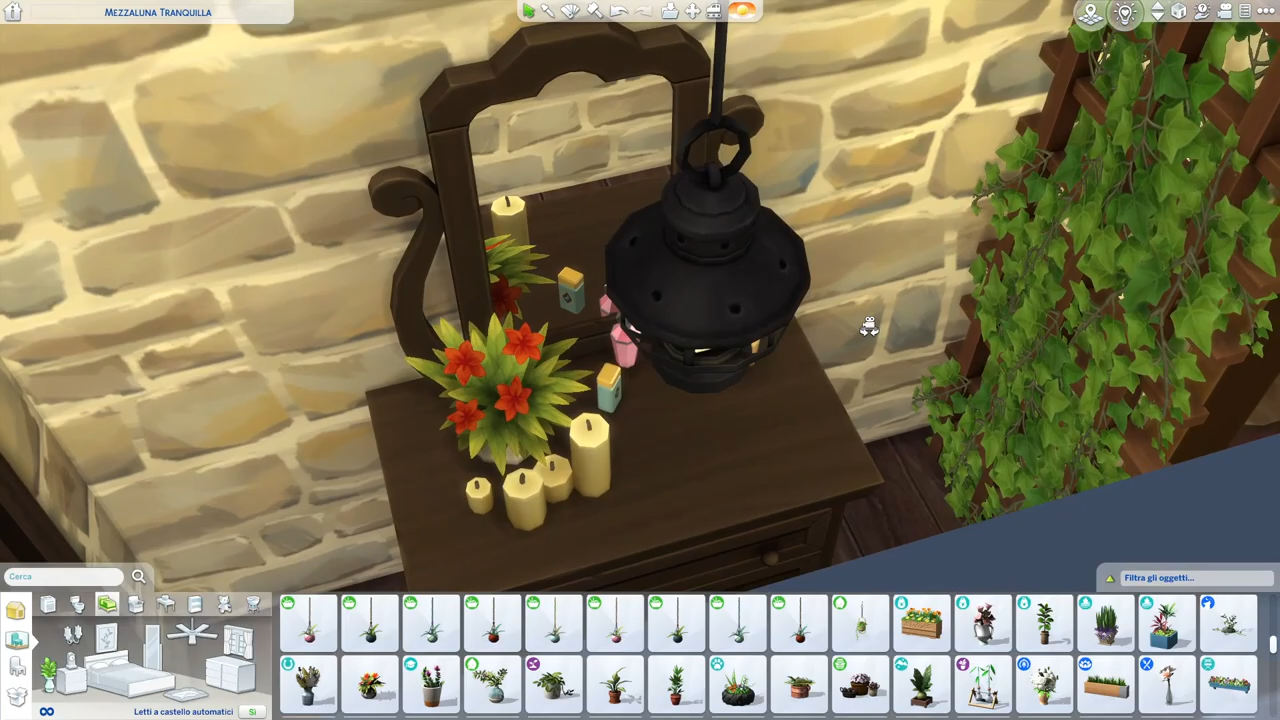 MEZZALUNA TRANQUILLA
Cerca
Filtra gli oggetti...
Letti a castello automatici Sì